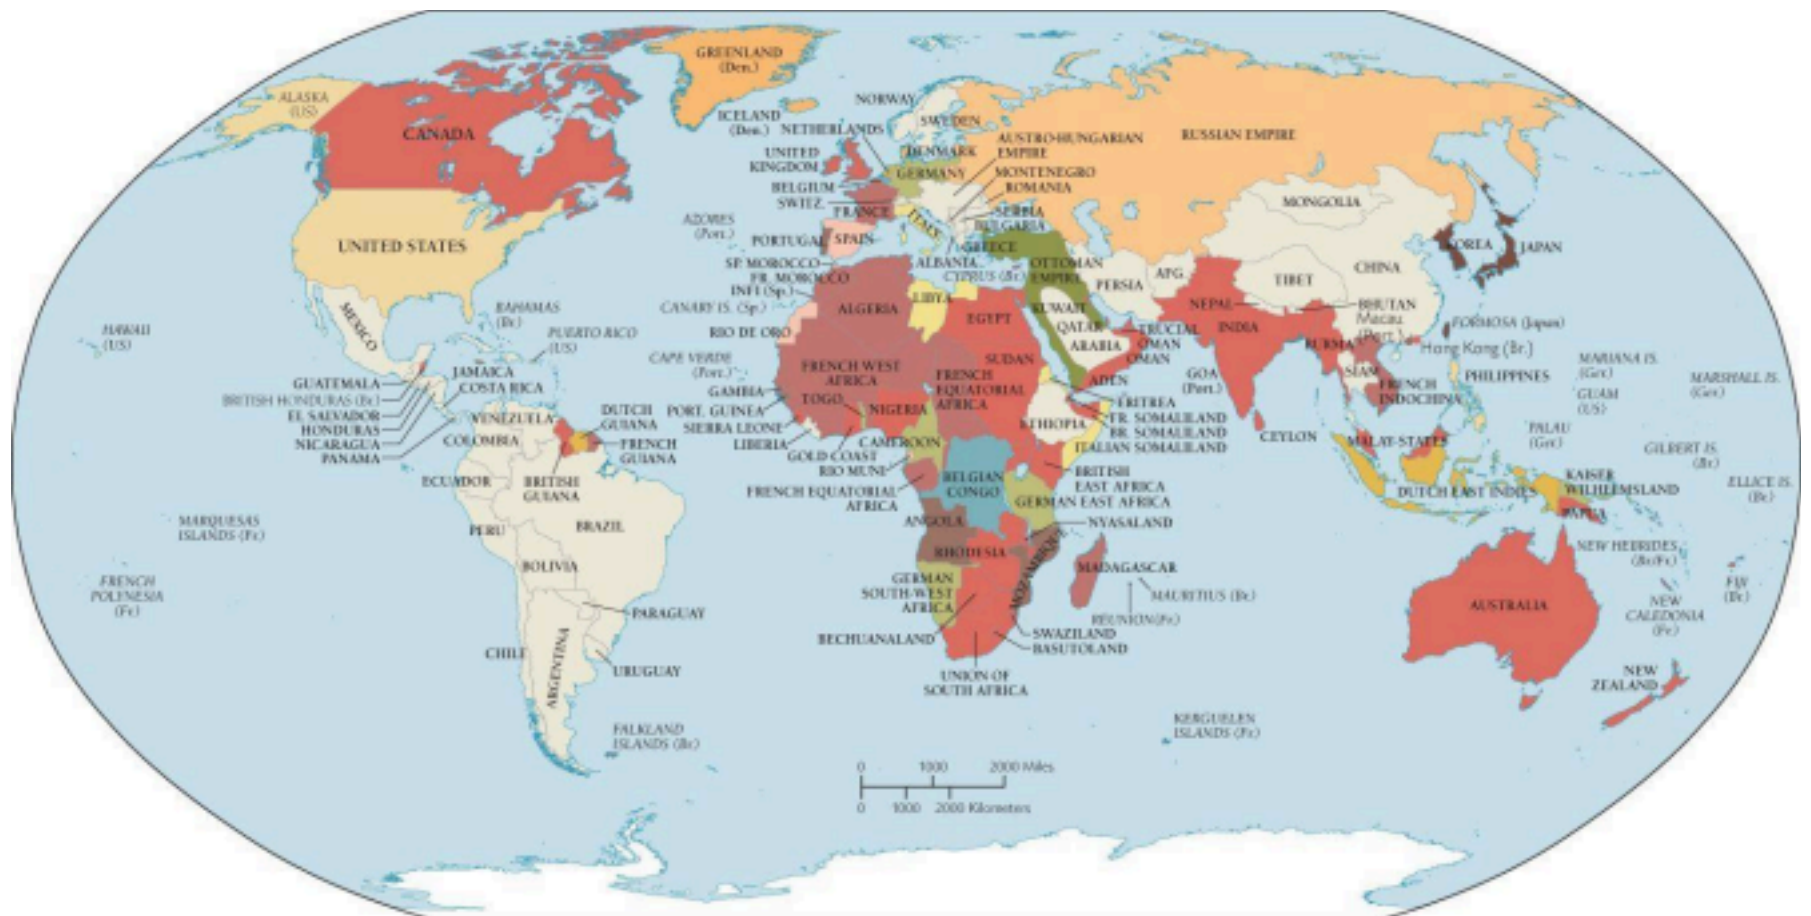 GREENLAND
(Den.)
ALASKA
(US)
CANADA
ICELAND
(Den.)
NORWAY
SWEDEN
NETHERLANDS
DENMARK
UNITED
KINGDOM
GERMANY
BELGIUM
SWITZ.
FRANCE
AUSTRO-HUNGARIAN
EMPIRE
MONTENEGRO
ROMANIA
SERBIA
BULGARIA
GREECE
ITALY
ALBANIA
RUSSIAN EMPIRE
MONGOLIA
UNITED STATES
AZORES
(Port.)
PORTUGAL
SPAIN
SP. MOROCCO
FR. MOROCCO
INFI (Sp.)
CANARY IS. (Sp.)
RIO DE ORO
CYPRUS (Br.)
OTTOMAN
EMPIRE
PERSIA
AFG.
TIBET
CHINA
KOREA
JAPAN
MEXICO
BAHAMAS
(Br.)
PUERTO RICO
(US)
HAWAII
(US)
ALGERIA
LIBYA
EGYPT
KUWAIT
QATAR
ARABIA
TRUCIAL
OMAN
OMAN
ADEN
NEPAL
INDIA
BHUTAN
Macau
(Port.)
BURMA
FORMOSA (Japan)
Hong Kong (Br.)
SIAM
FRENCH
INDOCHINA
PHILIPPINES
GOA
(Port.)
CEYLON
MARIANA IS.
(Ger.)
GUAM
(US)
MARSHALL IS.
(Ger.)
PALAU
(Ger.)
GILBERT IS.
(Br.)
ELLICE IS.
(Br.)
CAPE VERDE
(Port.)
JAMAICA
COSTA RICA
GUATEMALA
BRITISH HONDURAS (Br.)
EL SALVADOR
HONDURAS
NICARAGUA
PANAMA
VENEZUELA
COLOMBIA
DUTCH
GUIANA
FRENCH
GUIANA
BRITISH
GUIANA
ECUADOR
PERU
BRAZIL
BOLIVIA
PARAGUAY
CHILE
ARGENTINA
URUGUAY
FALKLAND
ISLANDS (Br.)
MARQUESAS
ISLANDS (Fr.)
FRENCH
POLYNESIA
(Fr.)
FRENCH WEST
AFRICA
SUDAN
FRENCH
EQUATORIAL
AFRICA
GAMBIA
PORT. GUINEA
SIERRA LEONE
LIBERIA
TOGO
NIGERIA
GOLD COAST
CAMEROON
RIO MUNI
FRENCH EQUATORIAL
AFRICA
ERITREA
FR. SOMALILAND
BR. SOMALILAND
ITALIAN SOMALILAND
ETHIOPIA
BELGIAN
CONGO
BRITISH
EAST AFRICA
GERMAN EAST AFRICA
ANGOLA
NYASALAND
RHODESIA
MOZAMBIQUE
GERMAN
SOUTH-WEST
AFRICA
BECHUANALAND
MADAGASCAR
MAURITIUS (Br.)
REUNION (Fr.)
SWAZILAND
BASUTOLAND
UNION OF
SOUTH AFRICA
MALAY-STATES
DUTCH EAST INDIES
KAISER
WILHELMSLAND
PAPUA
NEW HEBRIDES
(Br./Fr.)
NEW
CALEDONIA
(Fr.)
FIJI
(Br.)
AUSTRALIA
NEW
ZEALAND
KERGUELEN
ISLANDS (Fr.)
0 1000 2000 Miles
0 1000 2000 Kilometers